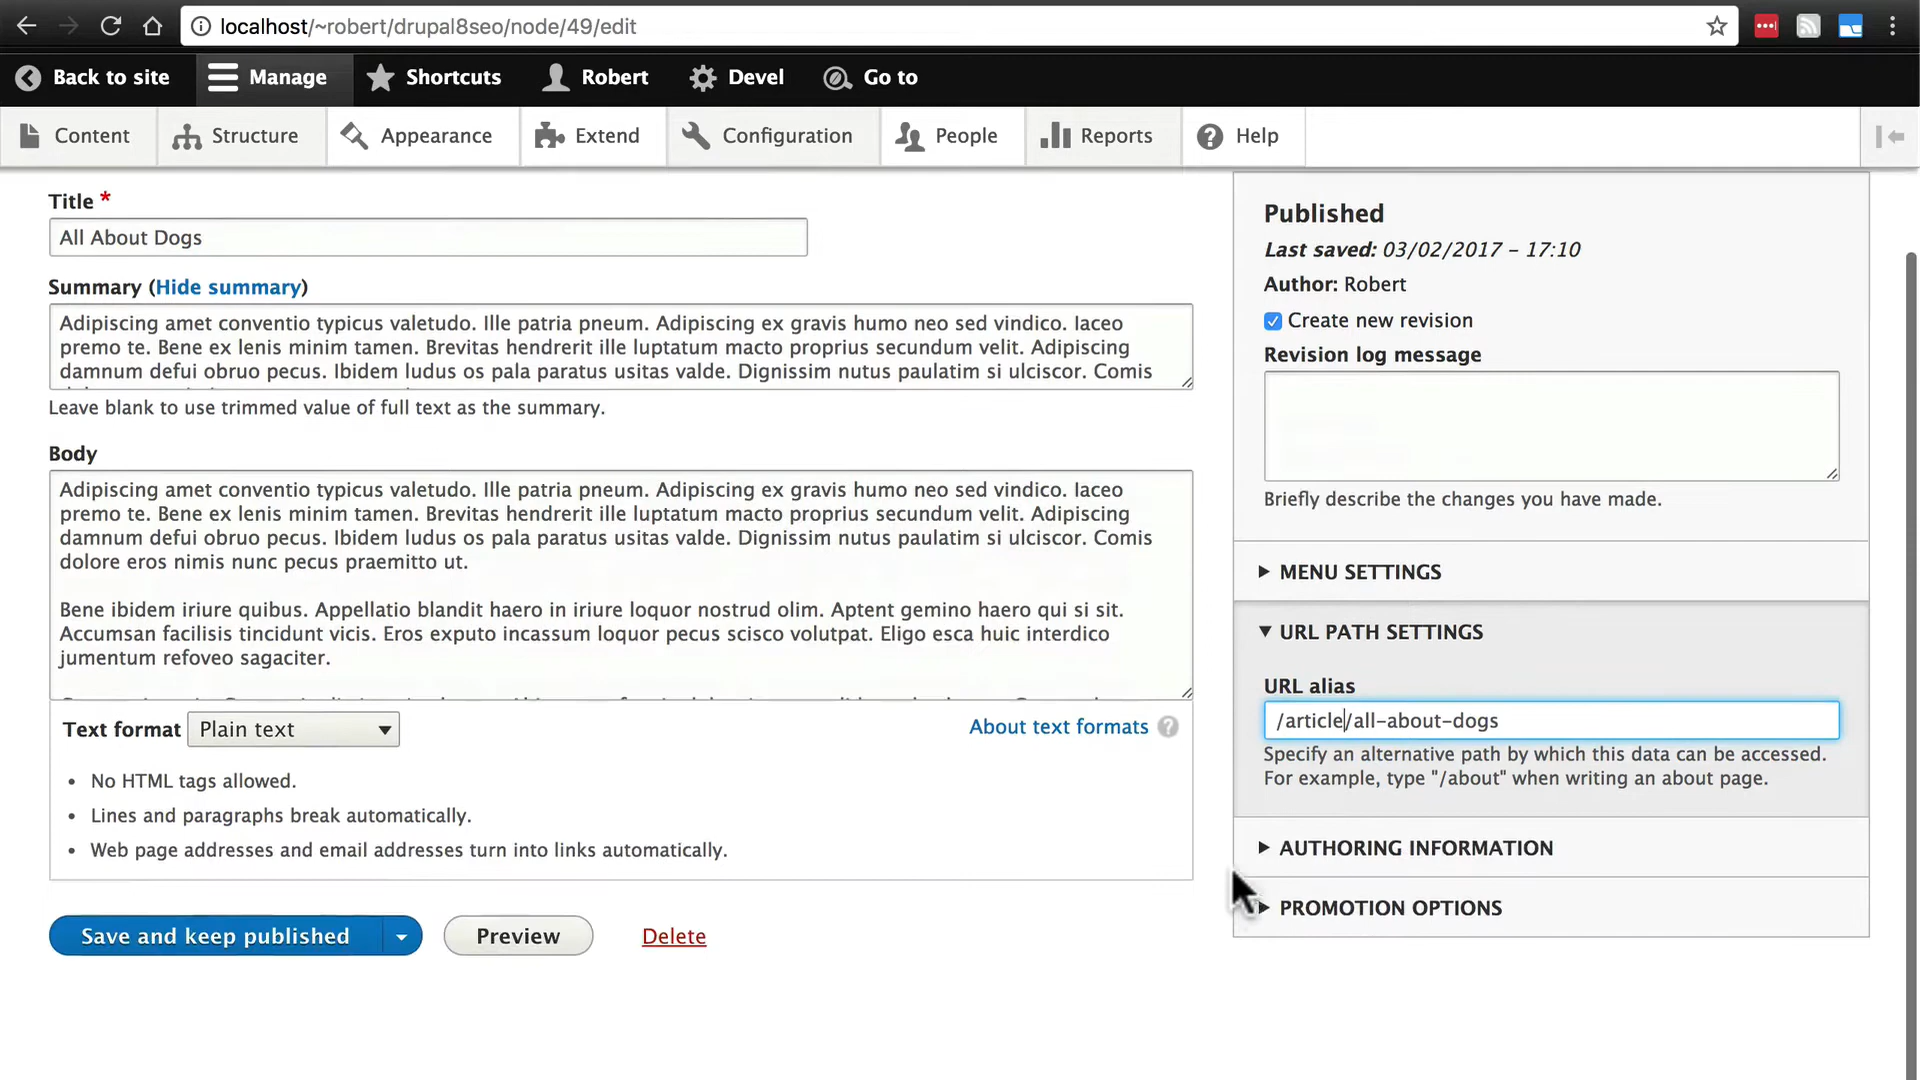 localhost/~robert/drupal8seo/node/49/edit
Back to site Manage Shortcuts Robert Devel Go to
Content Structure Appearance Extend Configuration People Reports Help
Title *
All About Dogs
Summary (Hide summary)
Adipiscing amet conventio typicus valetudo. Ille patria pneum. Adipiscing ex gravis humo neo sed vindico. Iaceo
premo te. Bene ex lenis minim tamen. Brevitas hendrerit ille luptatum macto proprius secundum velit. Adipiscing
damnum defui obruo pecus. Ibidem ludus os pala paratus usitas valde. Dignissim nutus paulatim si ulciscor. Comis
Leave blank to use trimmed value of full text as the summary.
Body
Adipiscing amet conventio typicus valetudo. Ille patria pneum. Adipiscing ex gravis humo neo sed vindico. Iaceo
premo te. Bene ex lenis minim tamen. Brevitas hendrerit ille luptatum macto proprius secundum velit. Adipiscing
damnum defui obruo pecus. Ibidem ludus os pala paratus usitas valde. Dignissim nutus paulatim si ulciscor. Comis
dolore eros nimis nunc pecus praemitto ut.
Bene ibidem iriure quibus. Appellatio blandit haero in iriure loquor nostrud olim. Aptent gemino haero qui si sit.
Accumsan facilisis tincidunt vicis. Eros exputo incassum loquor pecus scisco volutpat. Eligo esca huic interdico
jumentum refoveo sagaciter.
Text format Plain text
About text formats ?
• No HTML tags allowed.
• Lines and paragraphs break automatically.
• Web page addresses and email addresses turn into links automatically.
Save and keep published Preview Delete
Published
Last saved: 03/02/2017 – 17:10
Author: Robert
Create new revision
Revision log message
Briefly describe the changes you have made.
MENU SETTINGS
URL PATH SETTINGS
URL alias
/article/all-about-dogs
Specify an alternative path by which this data can be accessed.
For example, type "/about" when writing an about page.
AUTHORING INFORMATION
PROMOTION OPTIONS